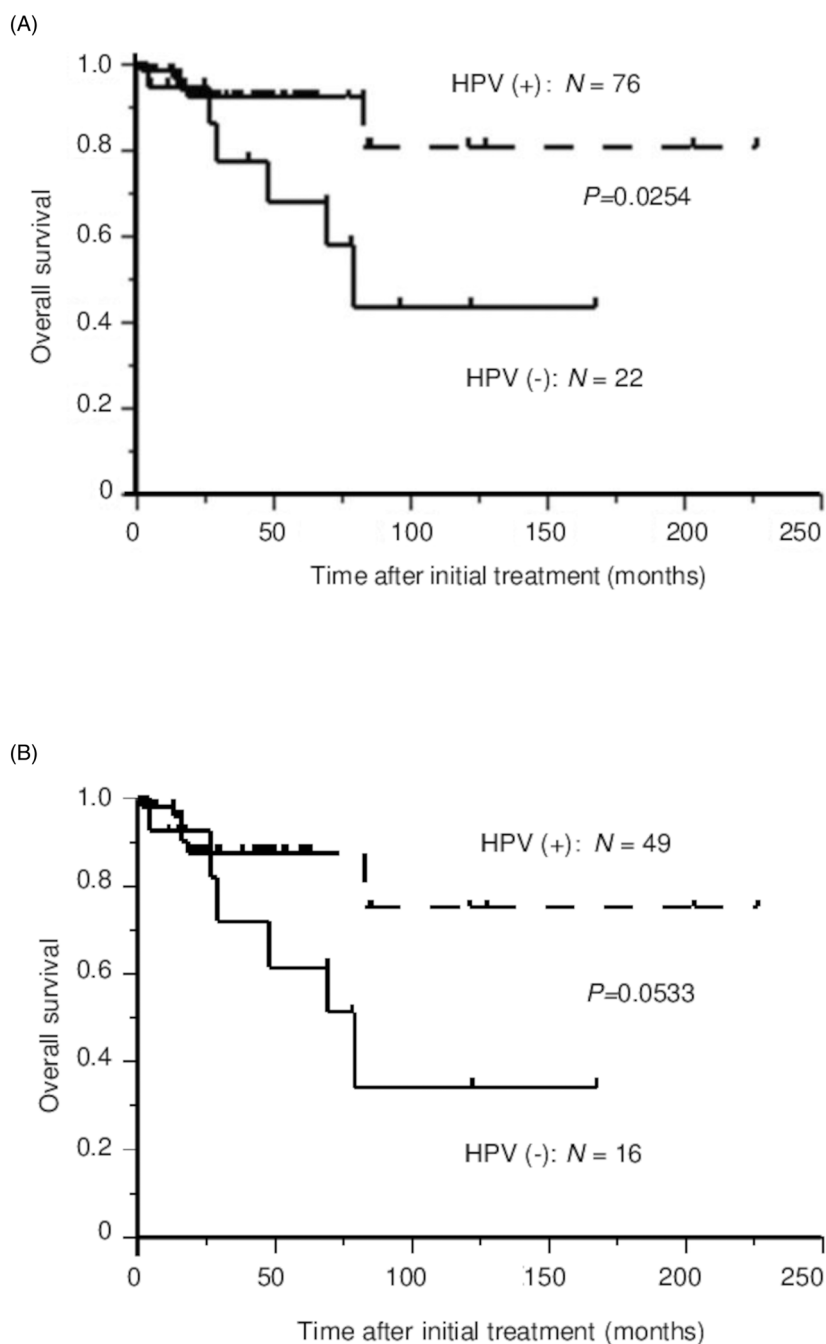 (A)
1.0
HPV (+): N = 76
0.8
P=0.0254
0.6
Overall survival
0.4
HPV (-): N = 22
0.2
0
0 50 100 150 200 250
Time after initial treatment (months)
(B)
1.0
HPV (+): N = 49
0.8
0.6
P=0.0533
Overall survival
0.4
HPV (-): N = 16
0.2
0
0 50 100 150 200 250
Time after initial treatment (months)